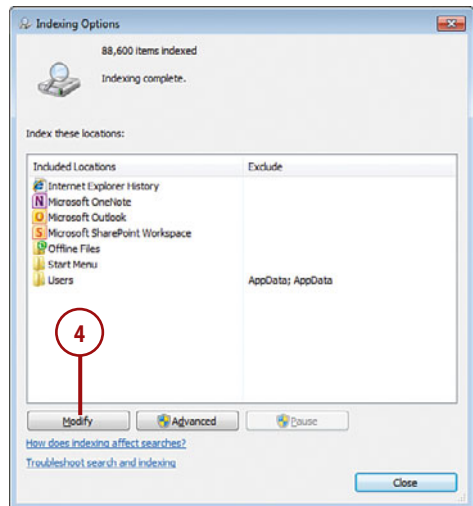 Indexing Options
88,600 items indexed
Indexing complete.
Index these locations:
Included Locations Exclude
Internet Explorer History
Microsoft OneNote
Microsoft Outlook
Microsoft SharePoint Workspace
Offline Files
Start Menu
Users AppData; AppData
4
Modify Advanced Pause
How does indexing affect searches?
Troubleshoot search and indexing
Close